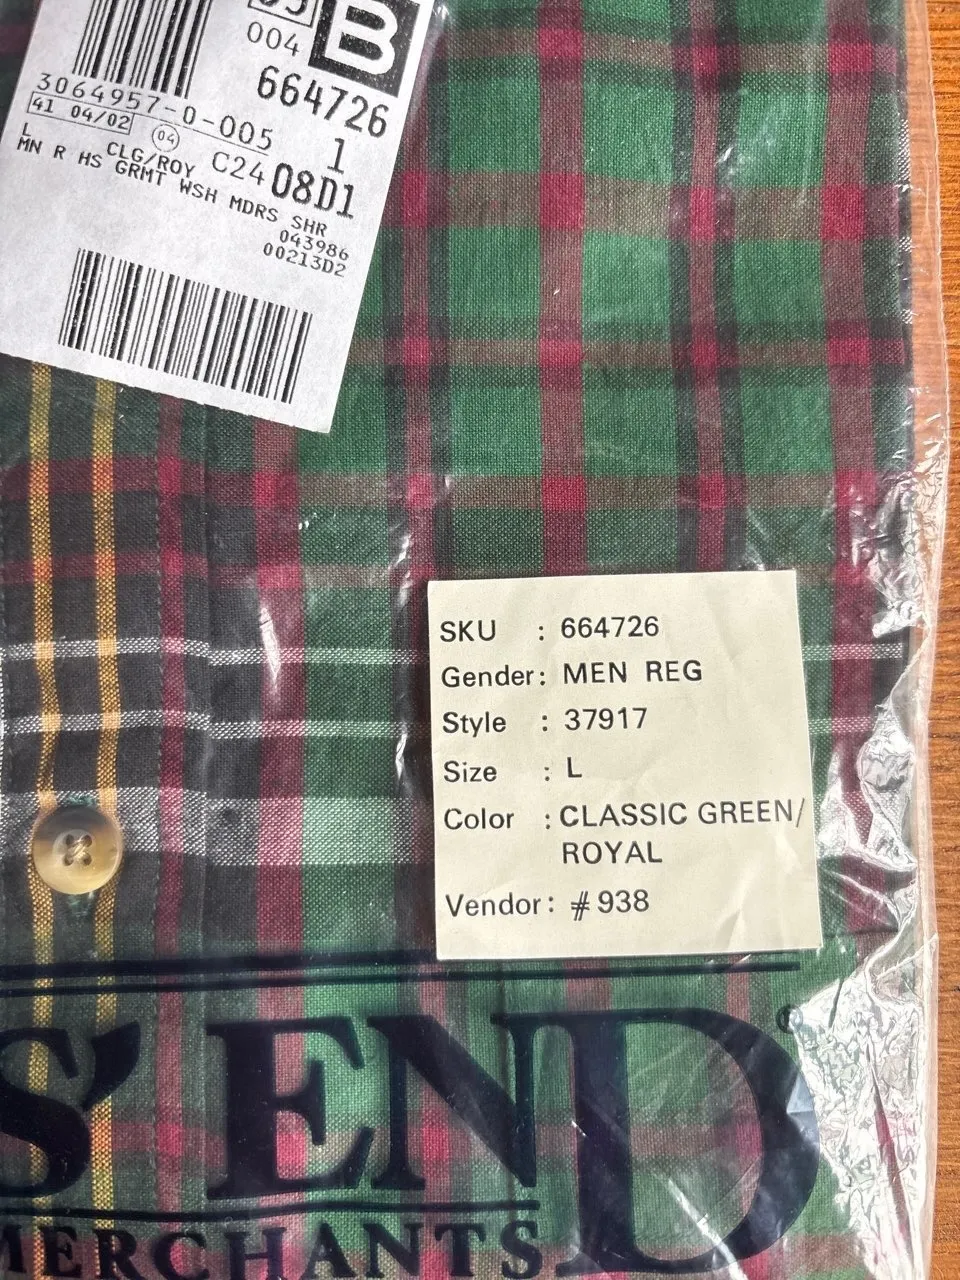 004
B
664726
3064957-0-005
1
41 04/02
04
CLG/ROY C24 08D1
L
MN R HS GRMT WSH MDRS SHR
043986
00213D2
SKU : 664726
Gender: MEN REG
Style : 37917
Size : L
Color : CLASSIC GREEN/
ROYAL
Vendor: #938
S' END
MERCHANTS